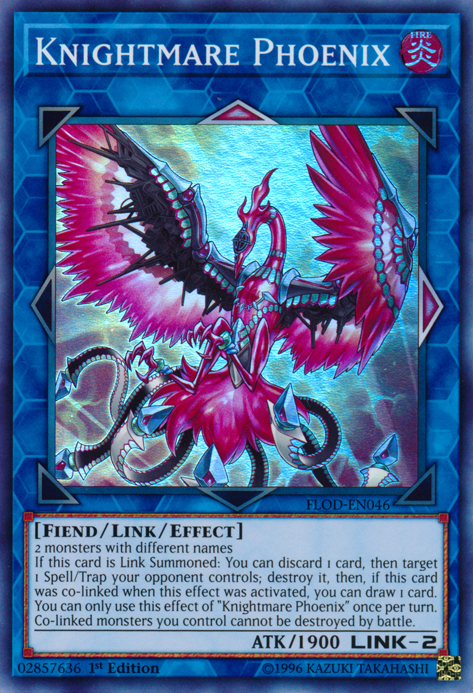 Knightmare Phoenix
FIRE
炎
FLOD-EN046
[Fiend/Link/Effect]
2 monsters with different names
If this card is Link Summoned: You can discard 1 card, then target
1 Spell/Trap your opponent controls; destroy it, then, if this card
was co-linked when this effect was activated, you can draw 1 card.
You can only use this effect of "Knightmare Phoenix" once per turn.
Co-linked monsters you control cannot be destroyed by battle.
ATK/1900 LINK-2
02857636 1st Edition ©1996 KAZUKI TAKAHASHI